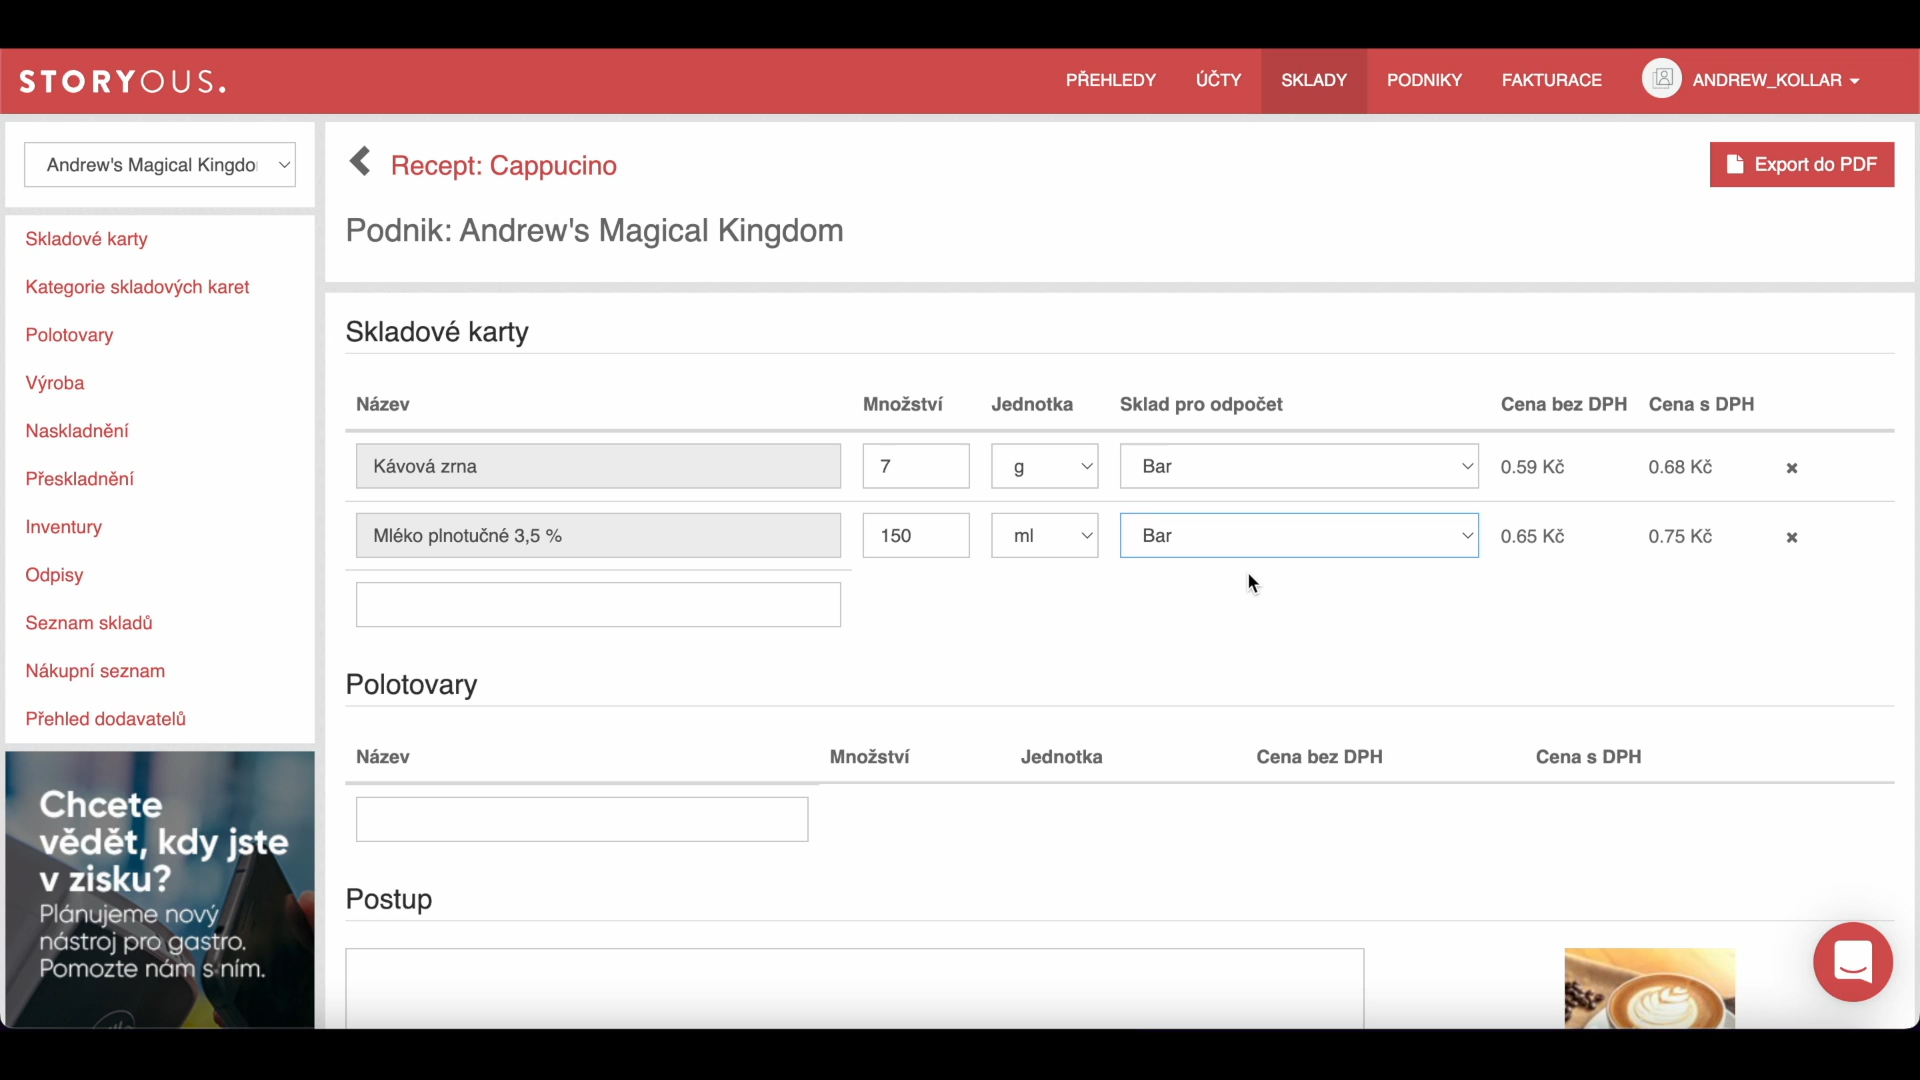 STORYOUS.
PŘEHLEDY ÚČTY SKLADY PODNIKY FAKTURACE ANDREW_KOLLAR
Andrew's Magical Kingdo
Skladové karty
Kategorie skladových karet
Polotovary
Výroba
Naskladnění
Přeskladnění
Inventury
Odpisy
Seznam skladů
Nákupní seznam
Přehled dodavatelů
Chcete
vědět, kdy jste
v zisku?
Plánujeme nový
nástroj pro gastro.
Pomozte nám s ním.
Recept: Cappucino
Export do PDF
Podnik: Andrew's Magical Kingdom
Skladové karty
Název Množství Jednotka Sklad pro odpočet Cena bez DPH Cena s DPH
Kávová zrna 7 g Bar 0.59 Kč 0.68 Kč
Mléko plnotučné 3,5 % 150 ml Bar 0.65 Kč 0.75 Kč
Polotovary
Název Množství Jednotka Cena bez DPH Cena s DPH
Postup